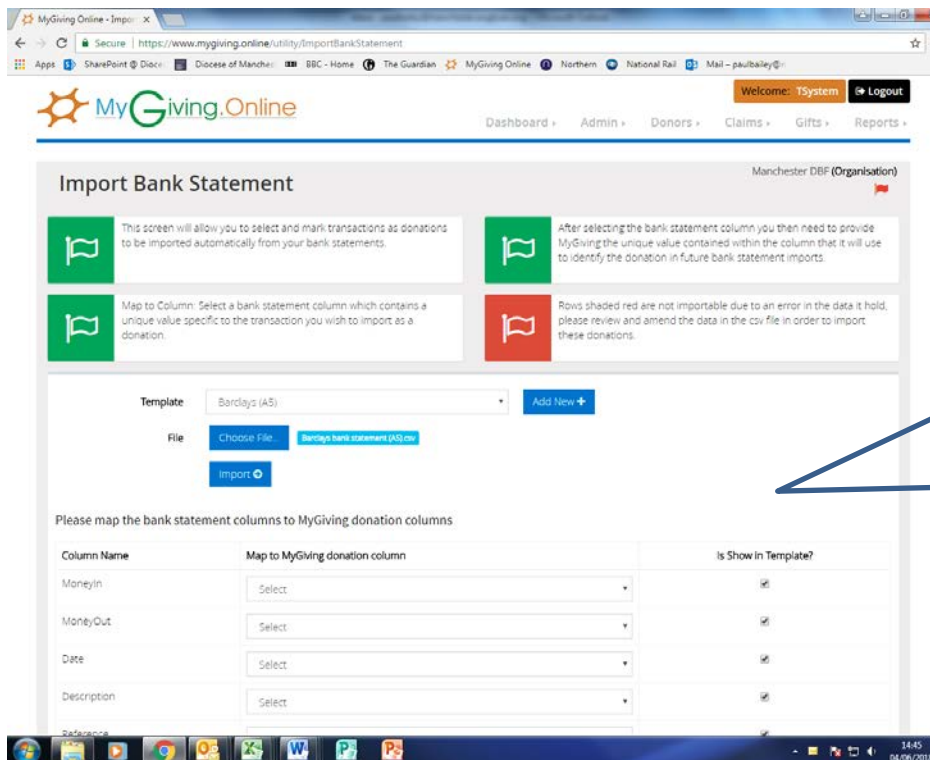 MyGiving Online - Impor
Secure | https://www.mygiving.online/utility/ImportBankStatement
Apps SharePoint @ Dioce Diocese of Manches BBC - Home The Guardian MyGiving Online Northern National Rail Mail – paulbailey@
MyGiving.Online
Welcome: TSystem Logout
Dashboard Admin Donors Claims Gifts Reports
Import Bank Statement
Manchester DBF (Organisation)
This screen will allow you to select and mark transactions as donations
to be imported automatically from your bank statements.
After selecting the bank statement column you then need to provide
MyGiving the unique value contained within the column that it will use
to identify the donation in future bank statement imports.
Map to Column: Select a bank statement column which contains a
unique value specific to the transaction you wish to import as a
donation.
Rows shaded red are not importable due to an error in the data it hold,
please review and amend the data in the csv file in order to import
these donations.
Template Barclays (A5) Add New +
File Choose File.. Barclays bank statement (A5).csv
Import
Please map the bank statement columns to MyGiving donation columns
Column Name Map to MyGiving donation column Is Show in Template?
MoneyIn Select
MoneyOut Select
Date Select
Description Select
Reference
14:45
04/06/201